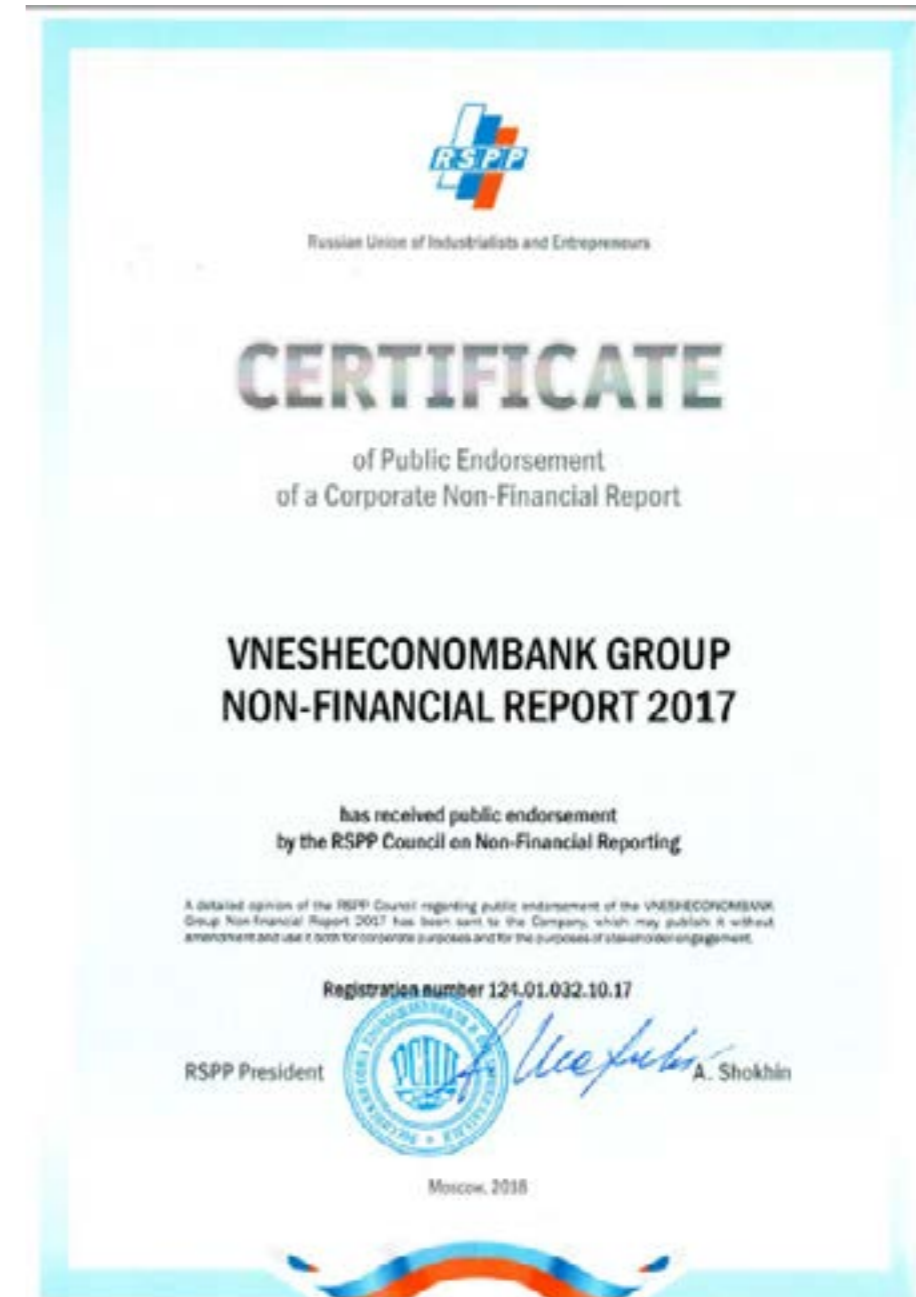 RSPP
Russian Union of Industrialists and Entrepreneurs
CERTIFICATE
of Public Endorsement
of a Corporate Non-Financial Report
VNESHECONOMBANK GROUP
NON-FINANCIAL REPORT 2017
has received public endorsement
by the RSPP Council on Non-Financial Reporting
A detailed opinion of the RSPP Council regarding public endorsement of the VNESHECONOMBANK
Group Non-financial Report 2017 has been sent to the Company, which may publish it without
amendment and use it both for corporate purposes and for the purposes of stakeholder engagement.
Registration number 124.01.032.10.17
RSPP President
РСПП
A. Shokhin
Moscow, 2018